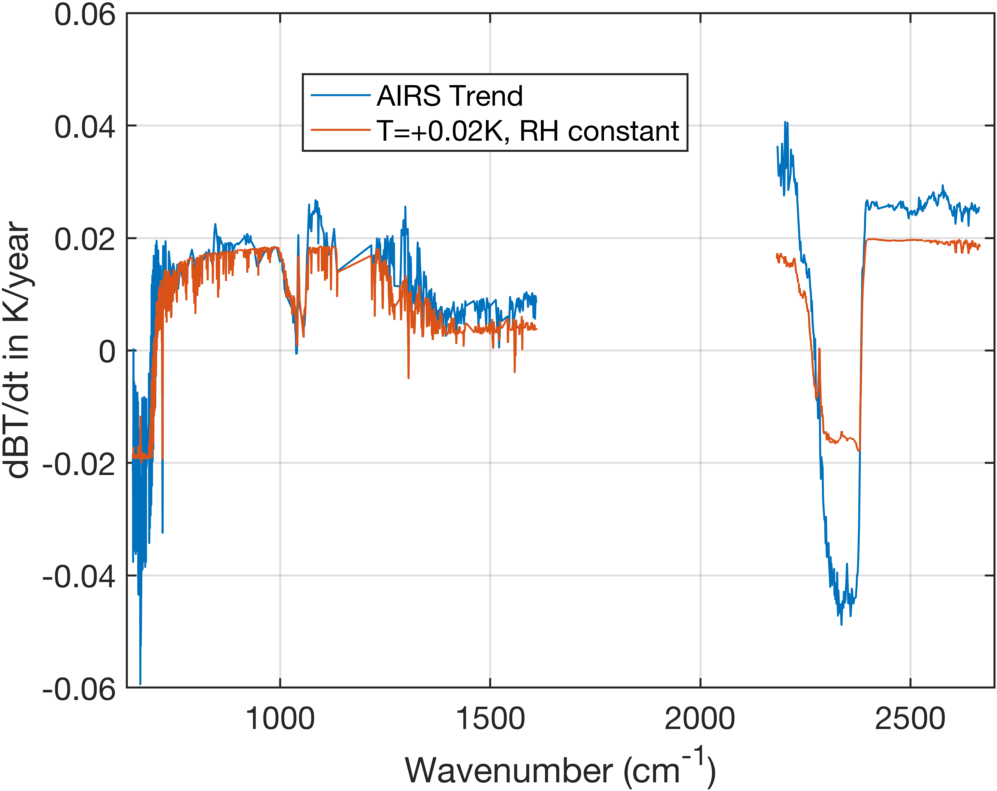 0.06
0.04
0.02
0
-0.02
-0.04
-0.06
dBT/dt in K/year
AIRS Trend
T=+0.02K, RH constant
1000
1500
2000
2500
Wavenumber (cm-1)